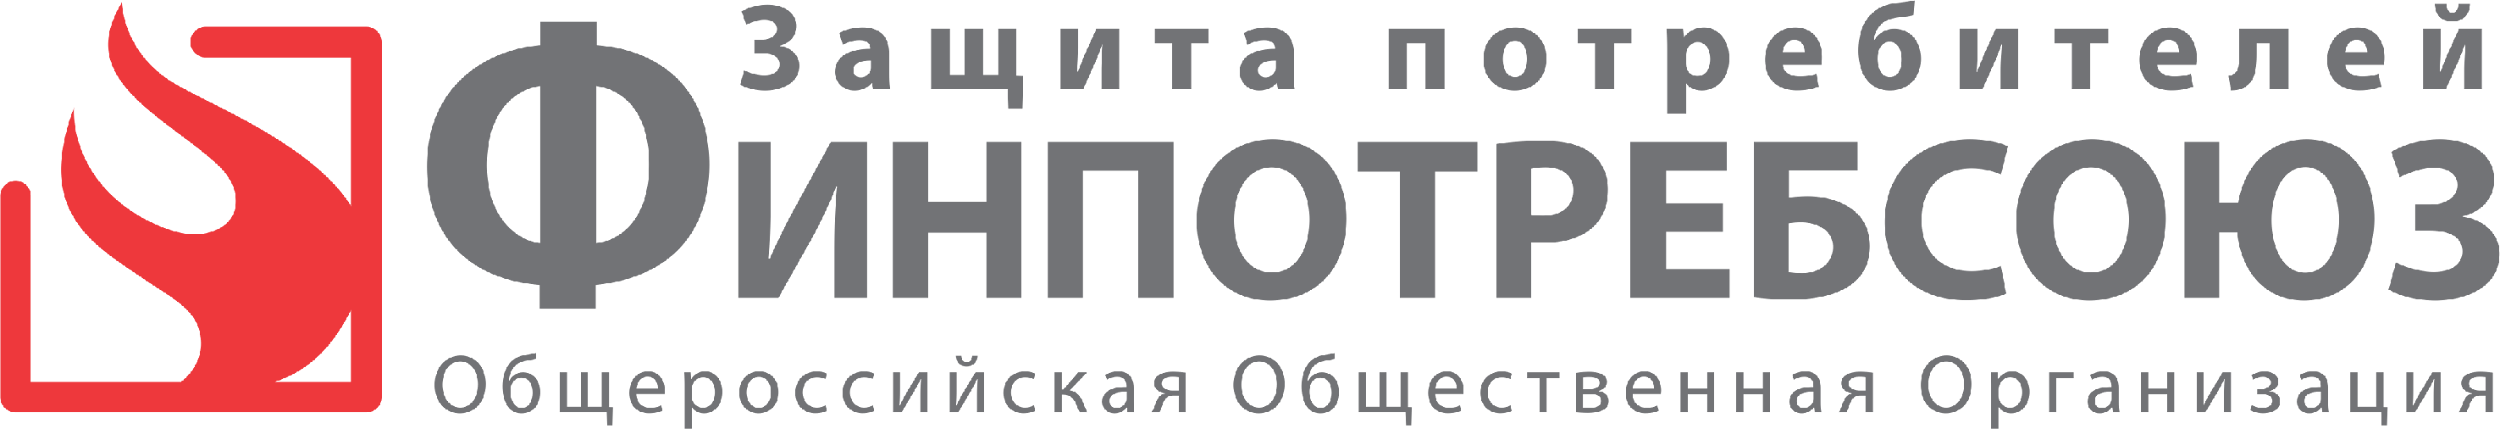 защита потребителей
ФИНПОТРЕБСОЮЗ
Общероссийская общественная организация